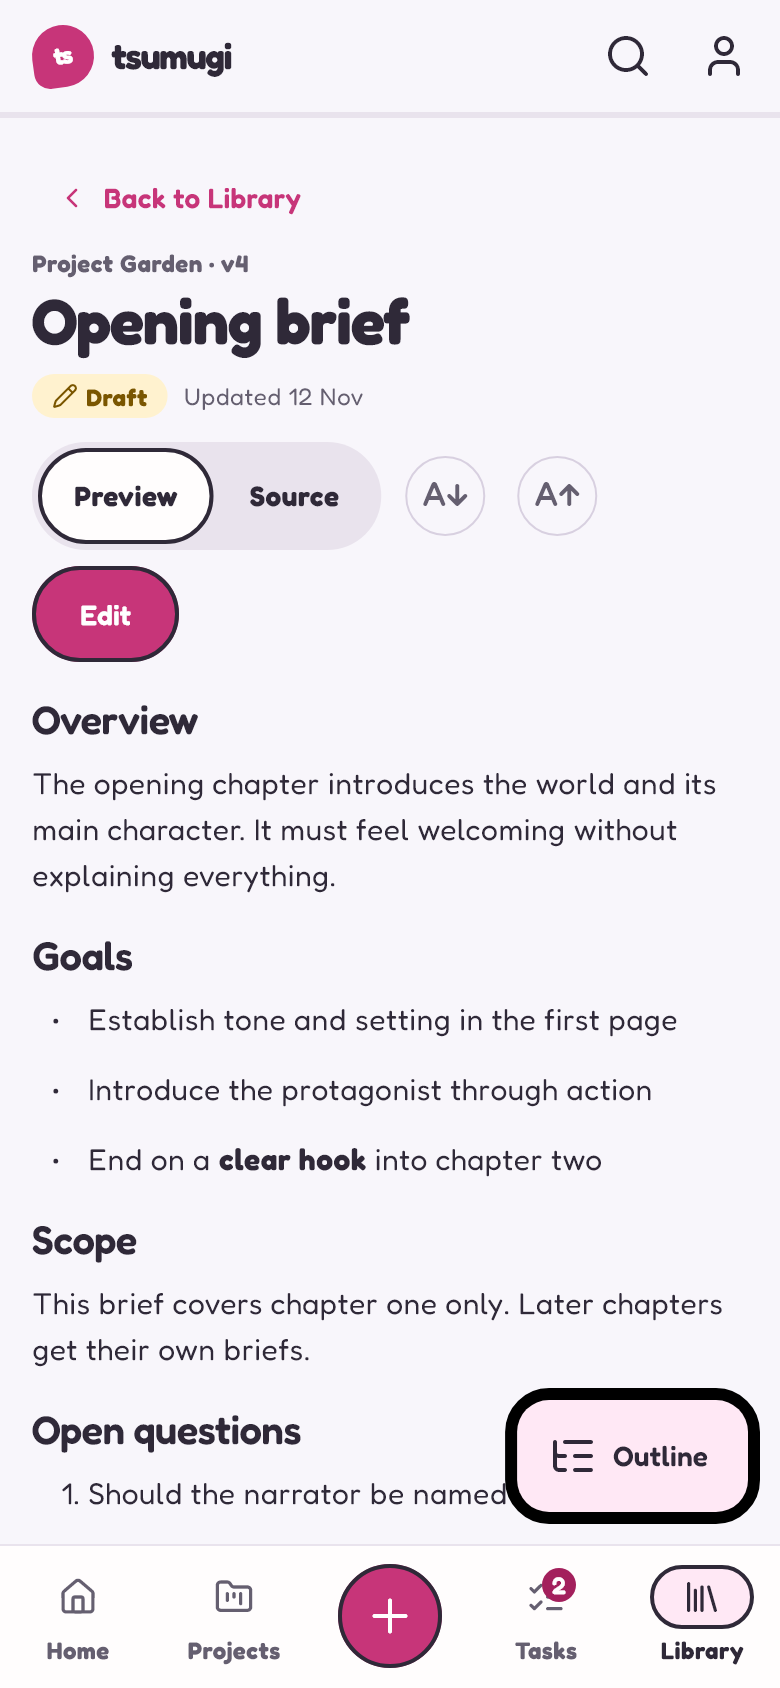 ts tsumugi
Back to Library
Project Garden · v4
Opening brief
Draft Updated 12 Nov
Preview Source A↓ A↑
Edit
Overview
The opening chapter introduces the world and its
main character. It must feel welcoming without
explaining everything.
Goals
· Establish tone and setting in the first page
· Introduce the protagonist through action
· End on a clear hook into chapter two
Scope
This brief covers chapter one only. Later chapters
get their own briefs.
Open questions
Outline
1. Should the narrator be named
2
Home Projects Tasks Library